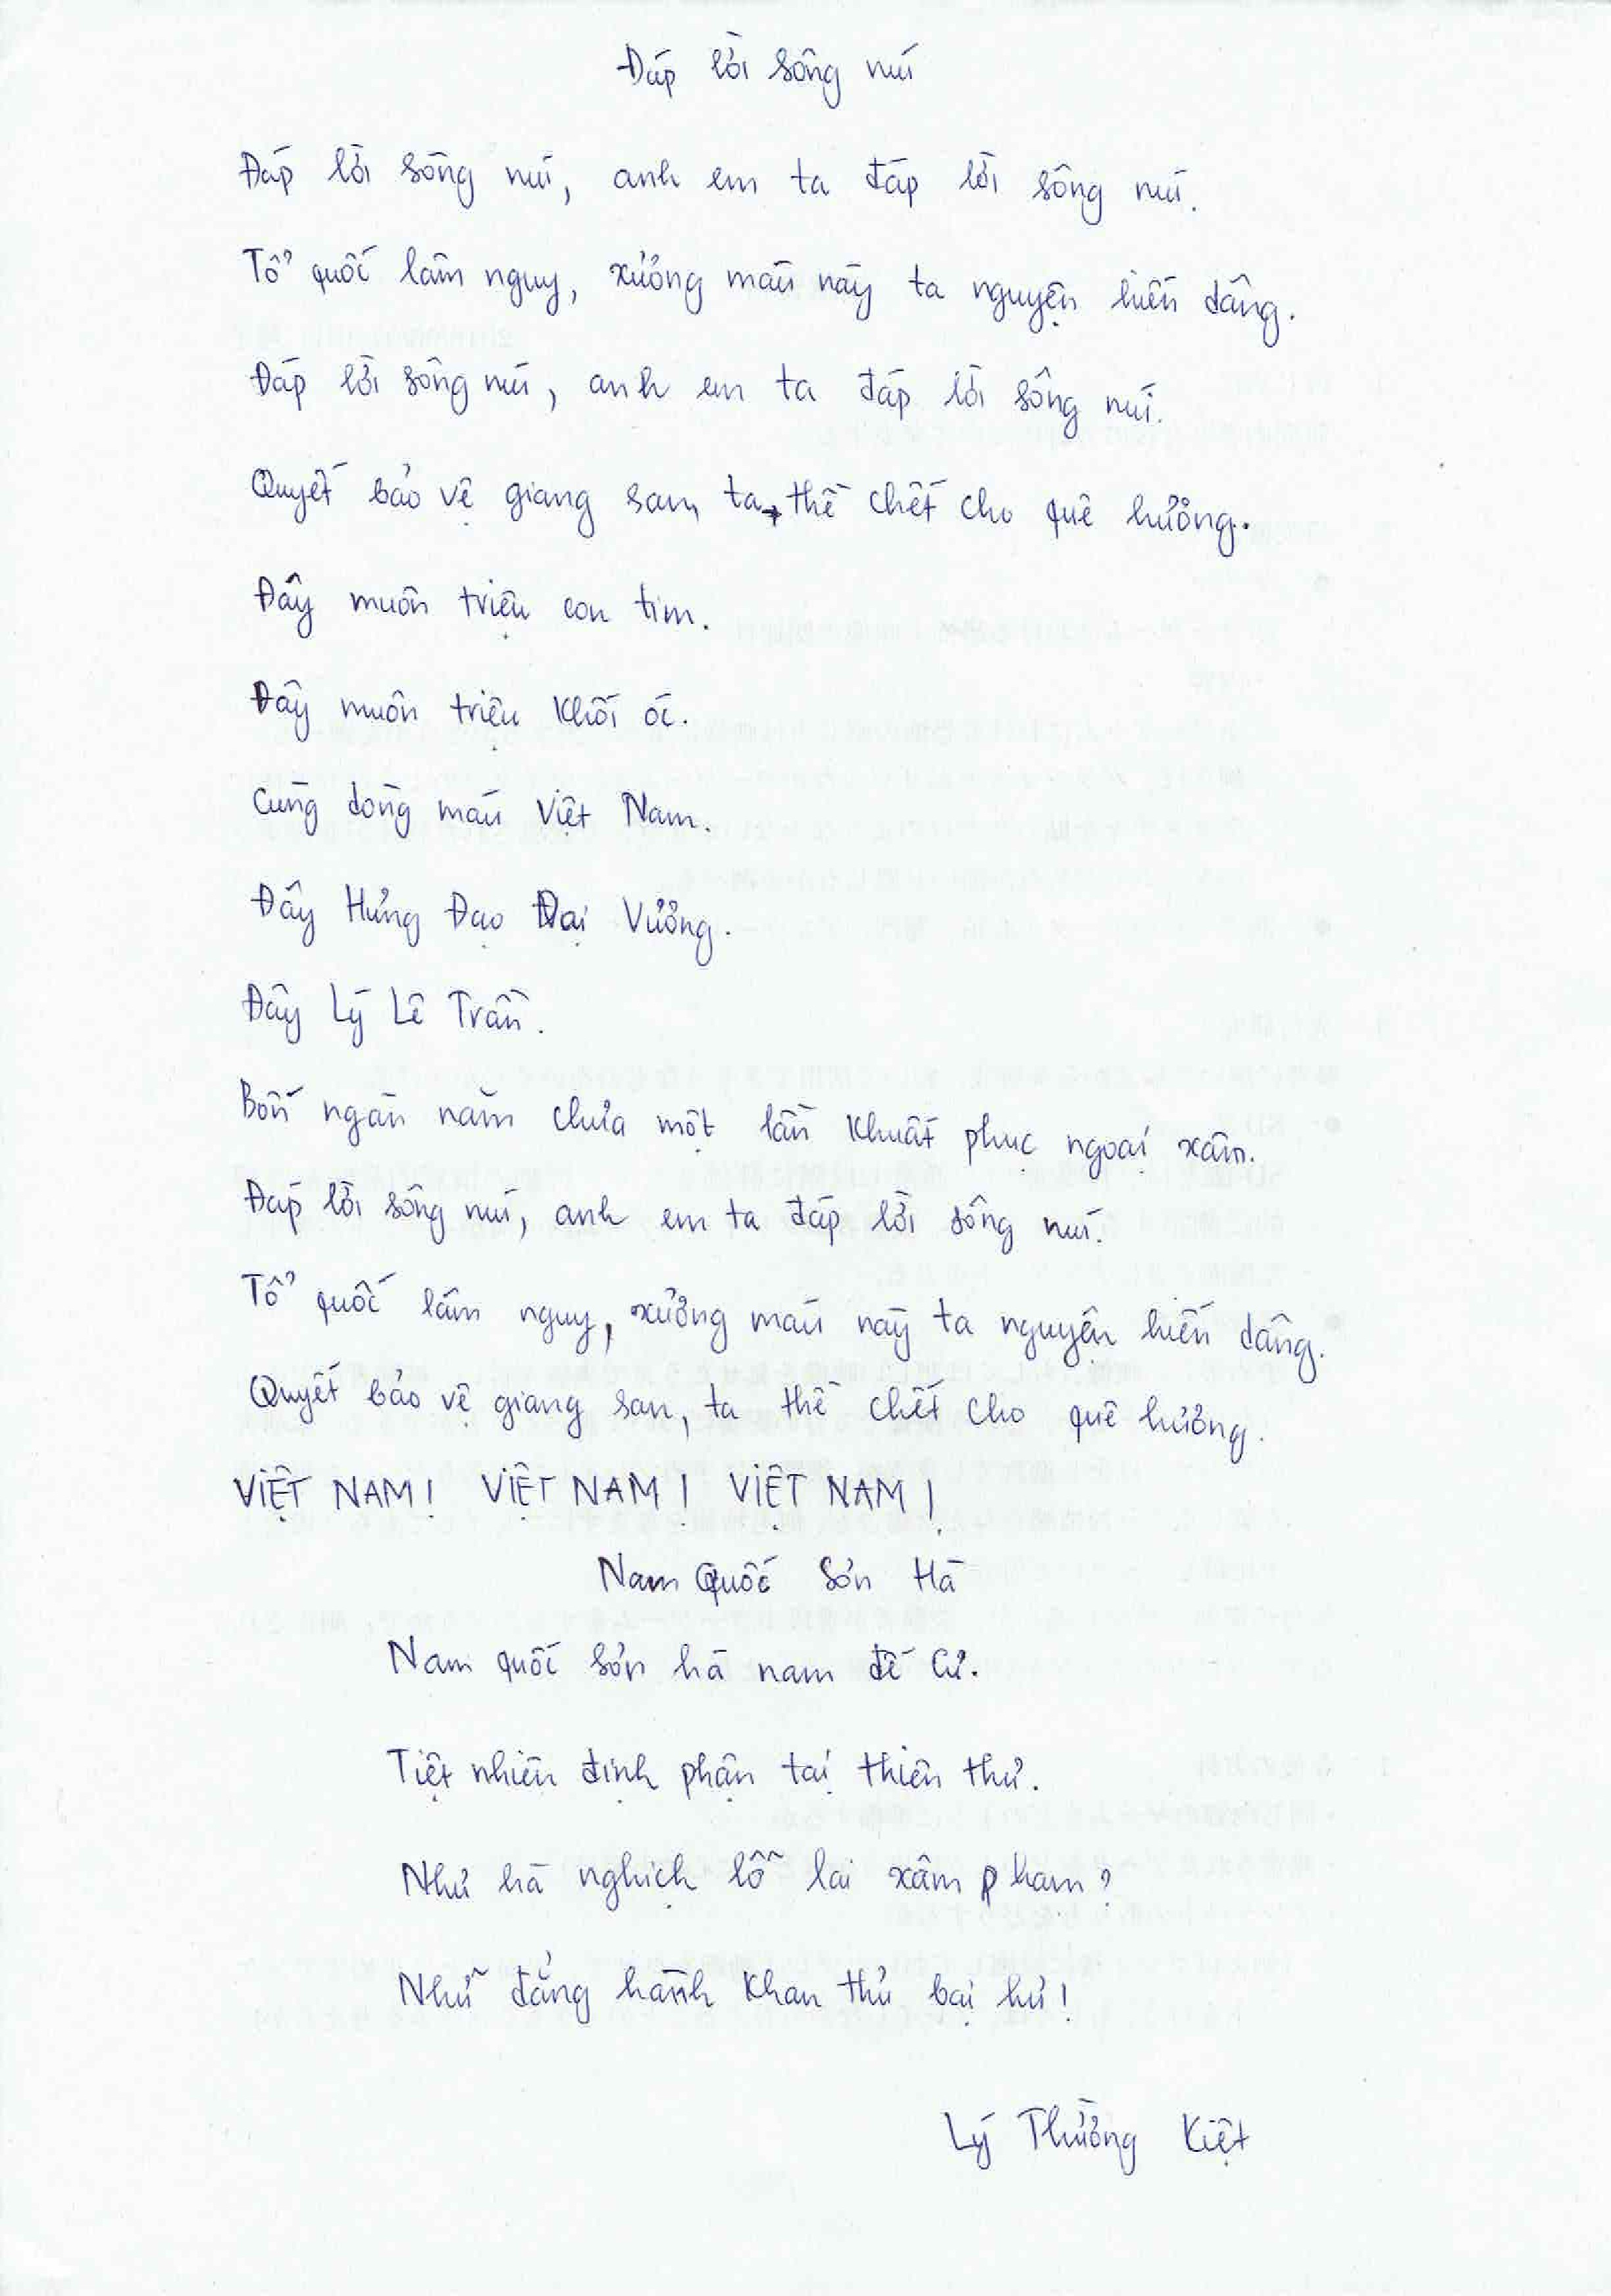 Đáp lời sông núi
Đáp lời sông núi, anh em ta đáp lời sông núi.
Tổ quốc lâm nguy, xương máu này ta nguyện hiến dâng.
Đáp lời sông núi, anh em ta đáp lời sông núi.
Quyết bảo vệ giang san, ta thề chết cho quê hương.
Đây muôn triệu con tim.
Đây muôn triệu khối óc.
Cùng dòng máu Việt Nam.
Đây Hưng Đạo Đại Vương.
Đây Lý Lê Trần.
Bốn ngàn năm chưa một lần khuất phục ngoại xâm.
Đáp lời sông núi, anh em ta đáp lời sông núi.
Tổ quốc lâm nguy, xương máu này ta nguyện hiến dâng.
Quyết bảo vệ giang san, ta thề chết cho quê hương.
VIỆT NAM! VIỆT NAM! VIỆT NAM!
Nam Quốc Sơn Hà
Nam quốc sơn hà nam đế cư.
Tiệt nhiên định phận tại thiên thư.
Như hà nghịch lỗ lai xâm phạm?
Nhữ đẳng hành khan thủ bại hư!
Lý Thường Kiệt